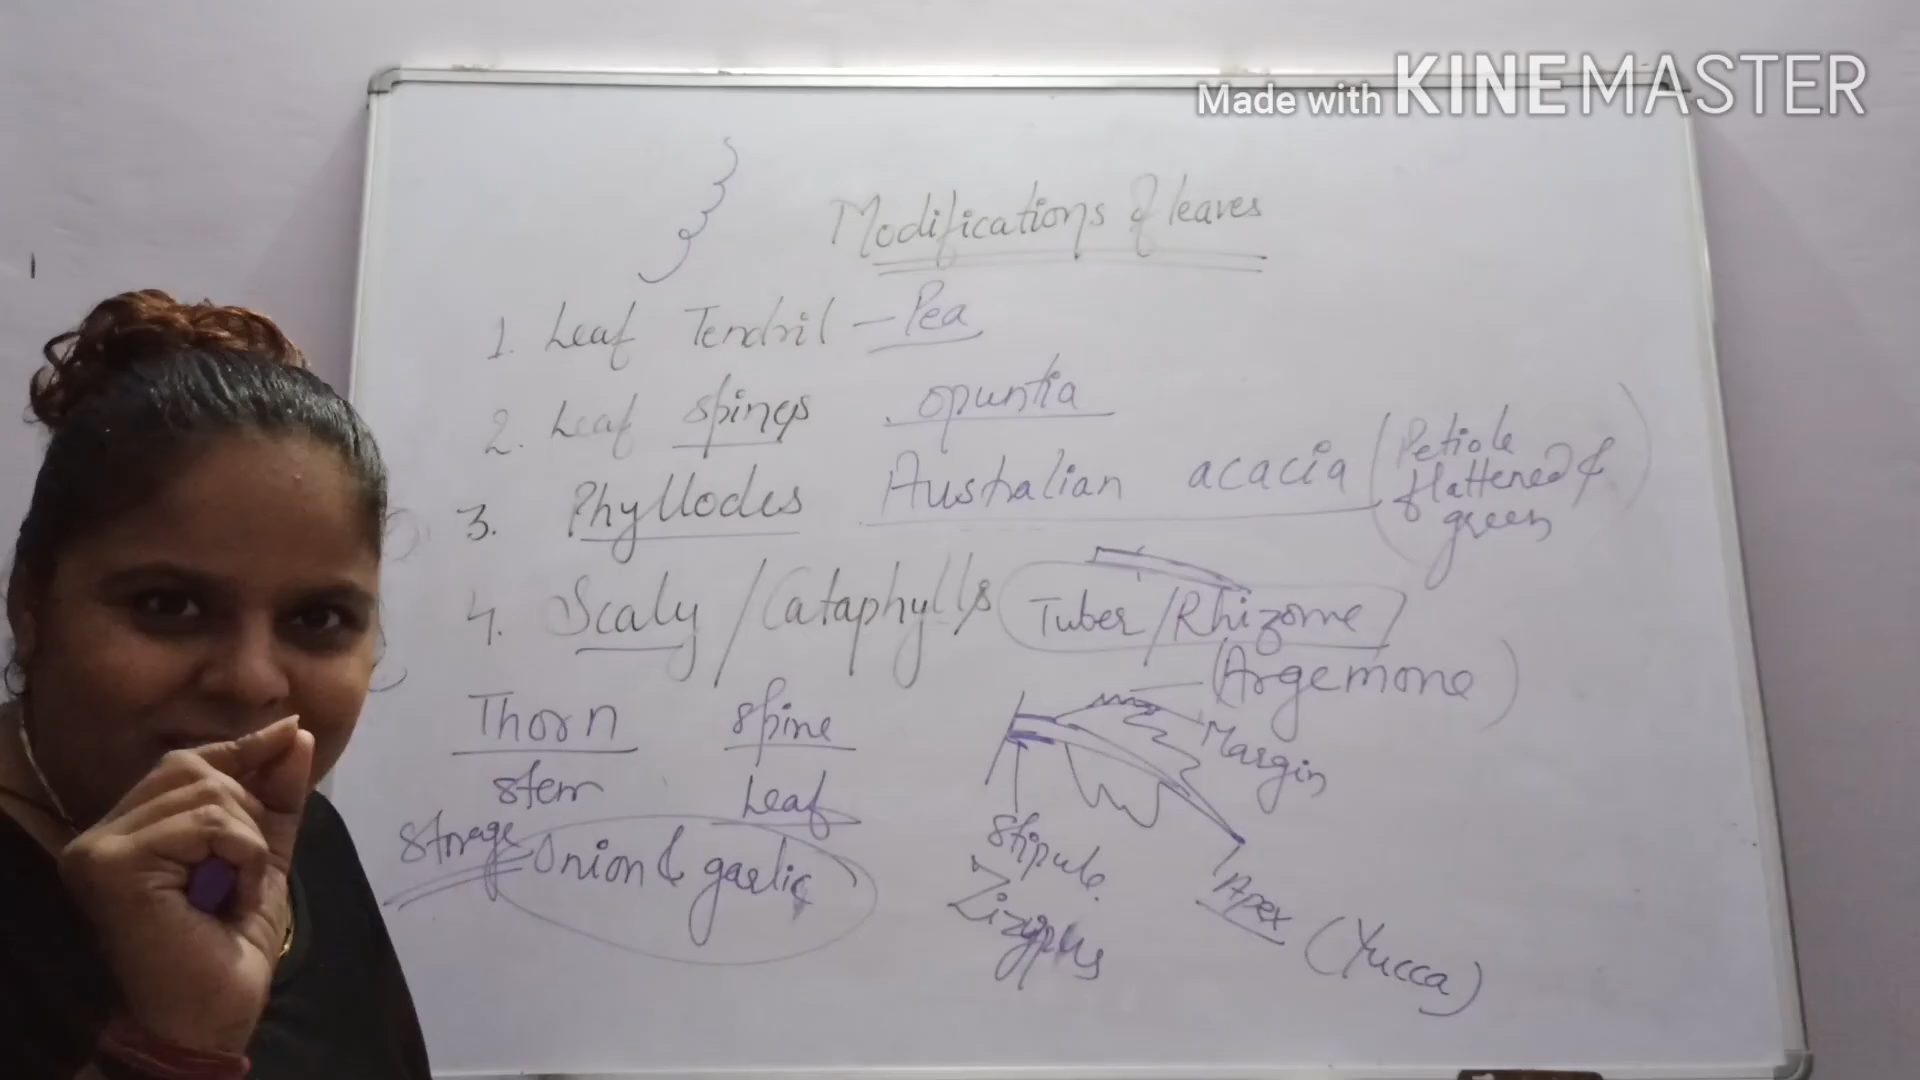 Made with KINEMASTER
Modifications of leaves
1. Leaf Tendril - Pea
2. Leaf spines opuntia
3. Phyllodes Australian acacia (Petiole flattened & green)
4. Scaly / Cataphylls Tuber / Rhizome
(Argemone)
Thorn spine
Margin
stem Leaf
Storage Onion & garlic
Stipule
Zizyphus
Apex (Yucca)